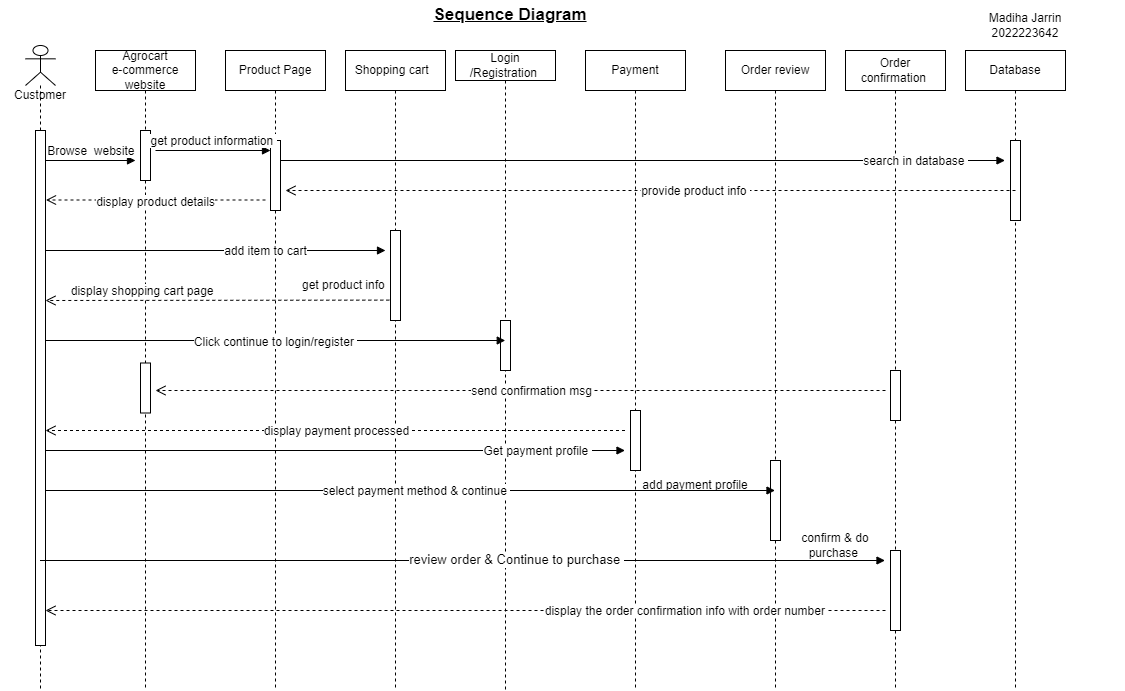 Sequence Diagram
Madiha Jarrin
2022223642
Customer
Agrocart
e-commerce
website
Product Page
Shopping cart
Login
/Registration
Payment
Order review
Order
confirmation
Database
Browse website
get product information
search in database
provide product info
display product details
add item to cart
get product info
display shopping cart page
Click continue to login/register
send confirmation msg
display payment processed
Get payment profile
add payment profile
select payment method & continue
confirm & do
purchase
review order & Continue to purchase
display the order confirmation info with order number